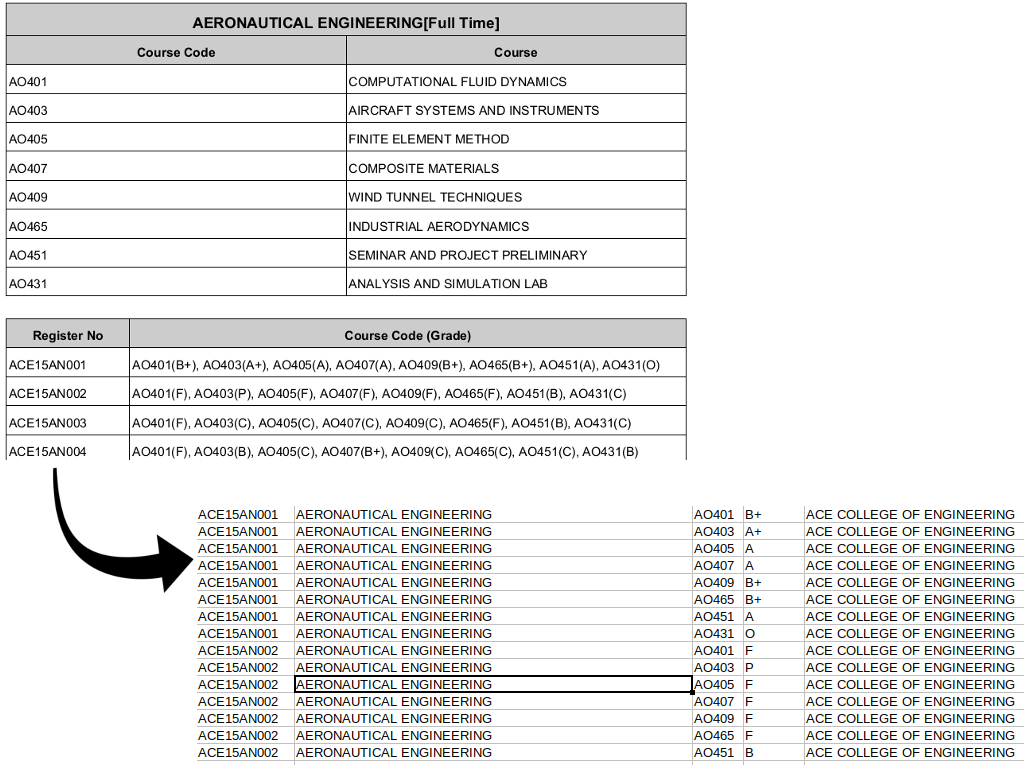 AERONAUTICAL ENGINEERING[Full Time]
Course Code Course
AO401 COMPUTATIONAL FLUID DYNAMICS
AO403 AIRCRAFT SYSTEMS AND INSTRUMENTS
AO405 FINITE ELEMENT METHOD
AO407 COMPOSITE MATERIALS
AO409 WIND TUNNEL TECHNIQUES
AO465 INDUSTRIAL AERODYNAMICS
AO451 SEMINAR AND PROJECT PRELIMINARY
AO431 ANALYSIS AND SIMULATION LAB
Register No Course Code (Grade)
ACE15AN001 AO401(B+), AO403(A+), AO405(A), AO407(A), AO409(B+), AO465(B+), AO451(A), AO431(O)
ACE15AN002 AO401(F), AO403(P), AO405(F), AO407(F), AO409(F), AO465(F), AO451(B), AO431(C)
ACE15AN003 AO401(F), AO403(C), AO405(C), AO407(C), AO409(C), AO465(F), AO451(B), AO431(C)
ACE15AN004 AO401(F), AO403(B), AO405(C), AO407(B+), AO409(C), AO465(C), AO451(C), AO431(B)
ACE15AN001 AERONAUTICAL ENGINEERING AO401 B+ ACE COLLEGE OF ENGINEERING
ACE15AN001 AERONAUTICAL ENGINEERING AO403 A+ ACE COLLEGE OF ENGINEERING
ACE15AN001 AERONAUTICAL ENGINEERING AO405 A ACE COLLEGE OF ENGINEERING
ACE15AN001 AERONAUTICAL ENGINEERING AO407 A ACE COLLEGE OF ENGINEERING
ACE15AN001 AERONAUTICAL ENGINEERING AO409 B+ ACE COLLEGE OF ENGINEERING
ACE15AN001 AERONAUTICAL ENGINEERING AO465 B+ ACE COLLEGE OF ENGINEERING
ACE15AN001 AERONAUTICAL ENGINEERING AO451 A ACE COLLEGE OF ENGINEERING
ACE15AN001 AERONAUTICAL ENGINEERING AO431 O ACE COLLEGE OF ENGINEERING
ACE15AN002 AERONAUTICAL ENGINEERING AO401 F ACE COLLEGE OF ENGINEERING
ACE15AN002 AERONAUTICAL ENGINEERING AO403 P ACE COLLEGE OF ENGINEERING
ACE15AN002 AERONAUTICAL ENGINEERING AO405 F ACE COLLEGE OF ENGINEERING
ACE15AN002 AERONAUTICAL ENGINEERING AO407 F ACE COLLEGE OF ENGINEERING
ACE15AN002 AERONAUTICAL ENGINEERING AO409 F ACE COLLEGE OF ENGINEERING
ACE15AN002 AERONAUTICAL ENGINEERING AO465 F ACE COLLEGE OF ENGINEERING
ACE15AN002 AERONAUTICAL ENGINEERING AO451 B ACE COLLEGE OF ENGINEERING